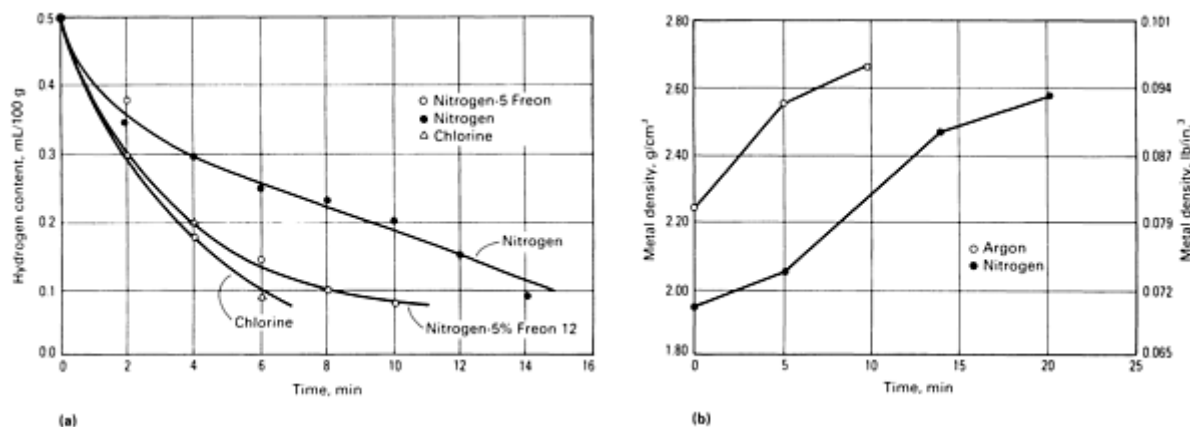 0.5
0.4
0.3
0.2
0.1
0.0
Hydrogen content, mL/100 g
Nitrogen-5 Freon
Nitrogen
Chlorine
Nitrogen
Chlorine
Nitrogen-5% Freon 12
0 2 4 6 8 10 12 14 16
Time, min
(a)
2.80
2.60
2.40
2.20
2.00
1.80
Metal density, g/cm³
Argon
Nitrogen
0.101
0.094
0.087
0.079
0.072
0.065
Metal density, lb/in.³
0 5 10 15 20 25
Time, min
(b)